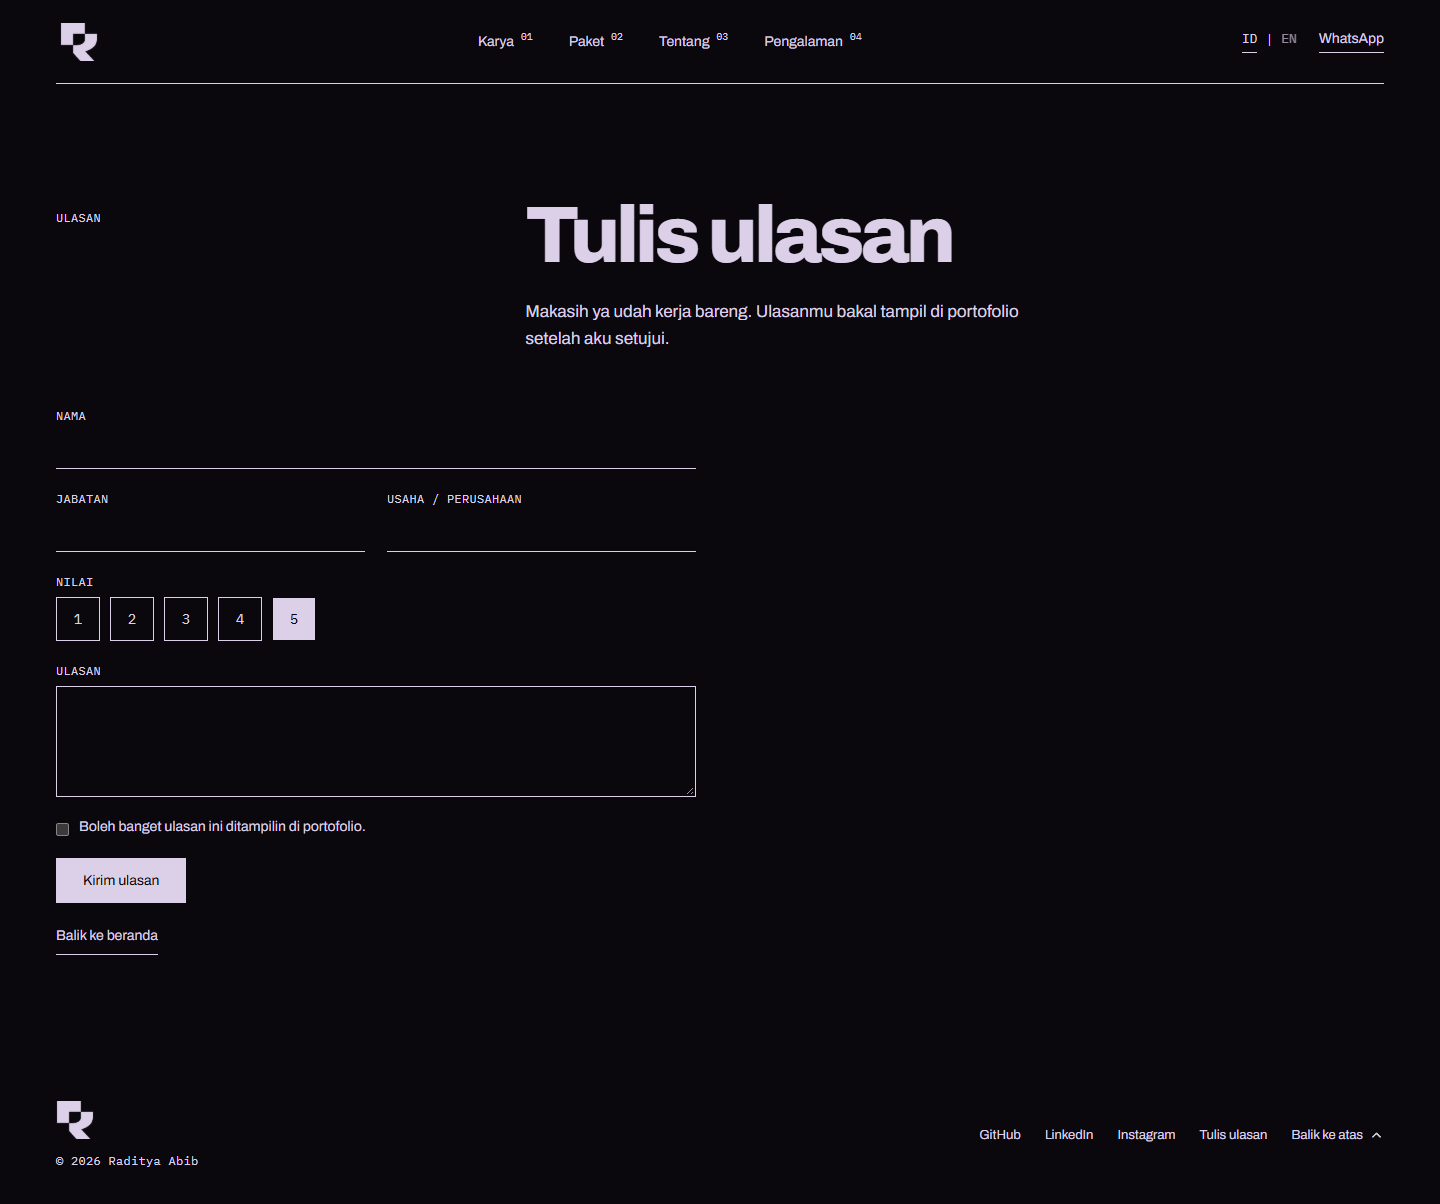 Karya 01 Paket 02 Tentang 03 Pengalaman 04 ID | EN WhatsApp
ULASAN
Tulis ulasan
Makasih ya udah kerja bareng. Ulasanmu bakal tampil di portofolio
setelah aku setujui.
NAMA
JABATAN USAHA / PERUSAHAAN
NILAI
1 2 3 4 5
ULASAN
Boleh banget ulasan ini ditampilin di portofolio.
Kirim ulasan
Balik ke beranda
GitHub LinkedIn Instagram Tulis ulasan Balik ke atas
© 2026 Raditya Abib